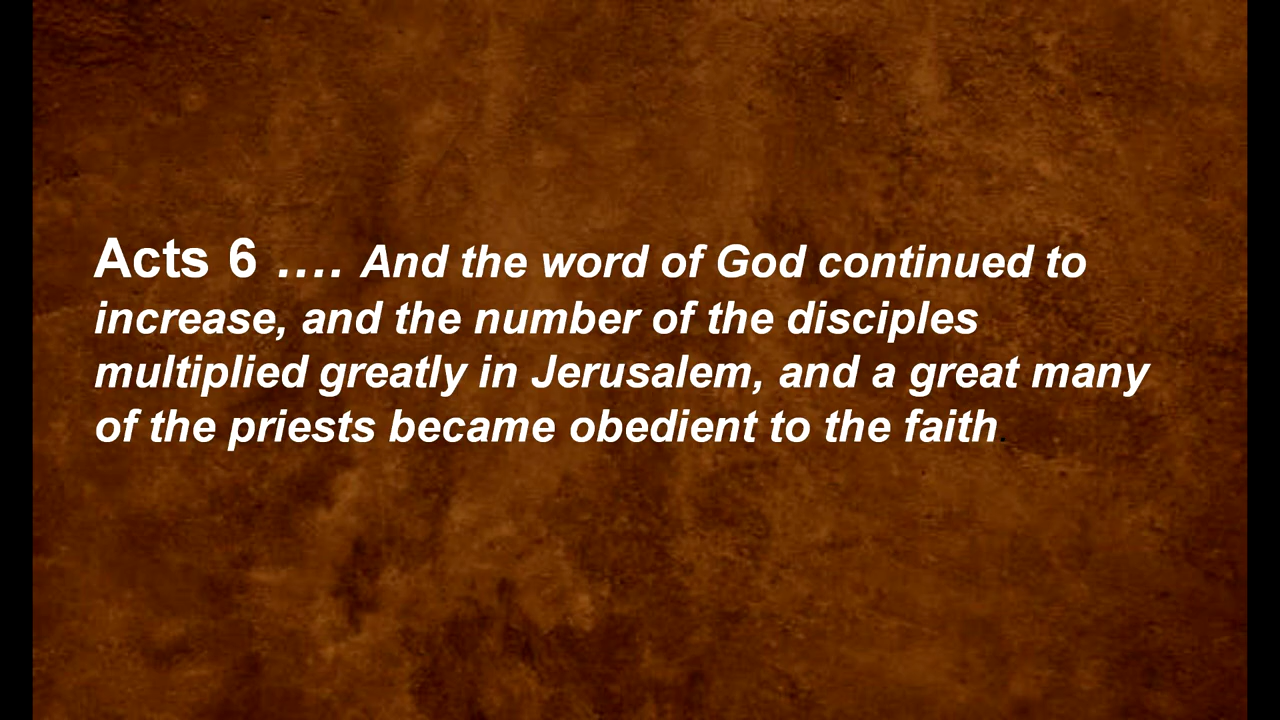 Acts 6 .... And the word of God continued to
increase, and the number of the disciples
multiplied greatly in Jerusalem, and a great many
of the priests became obedient to the faith.